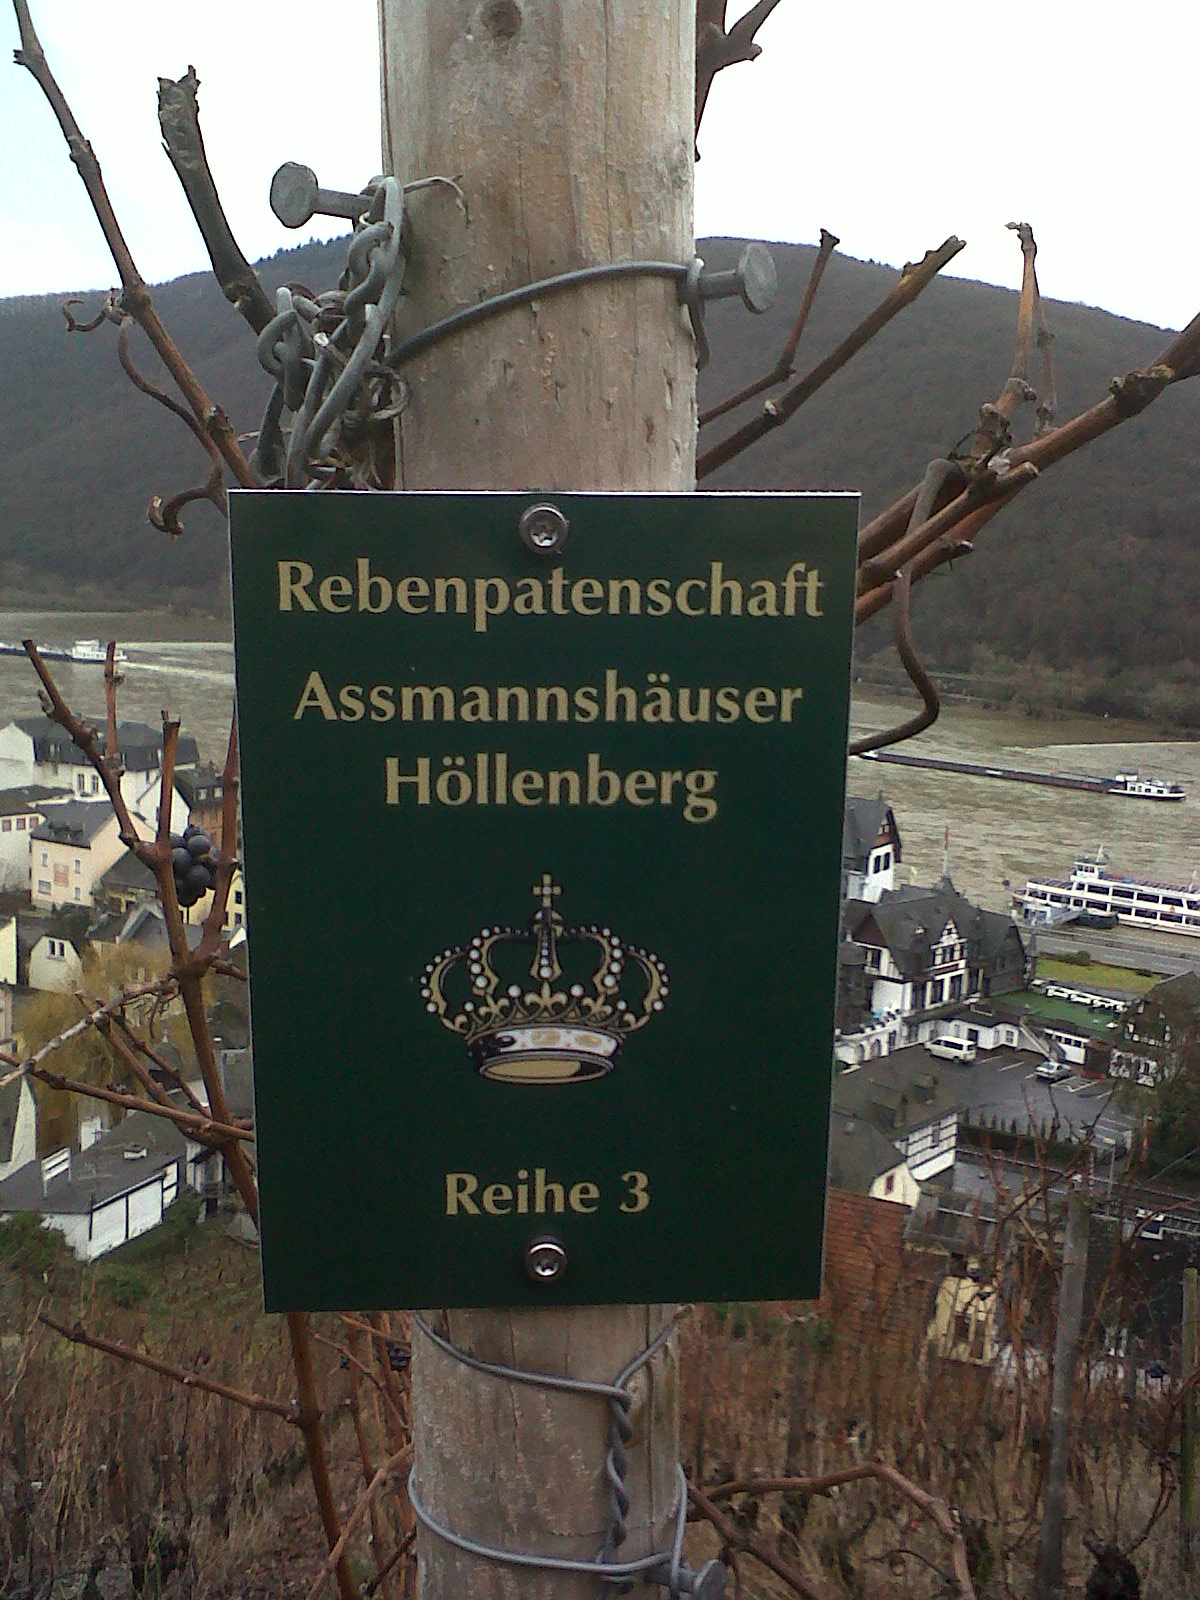 Rebenpatenschaft
Assmannshäuser
Höllenberg
Reihe 3